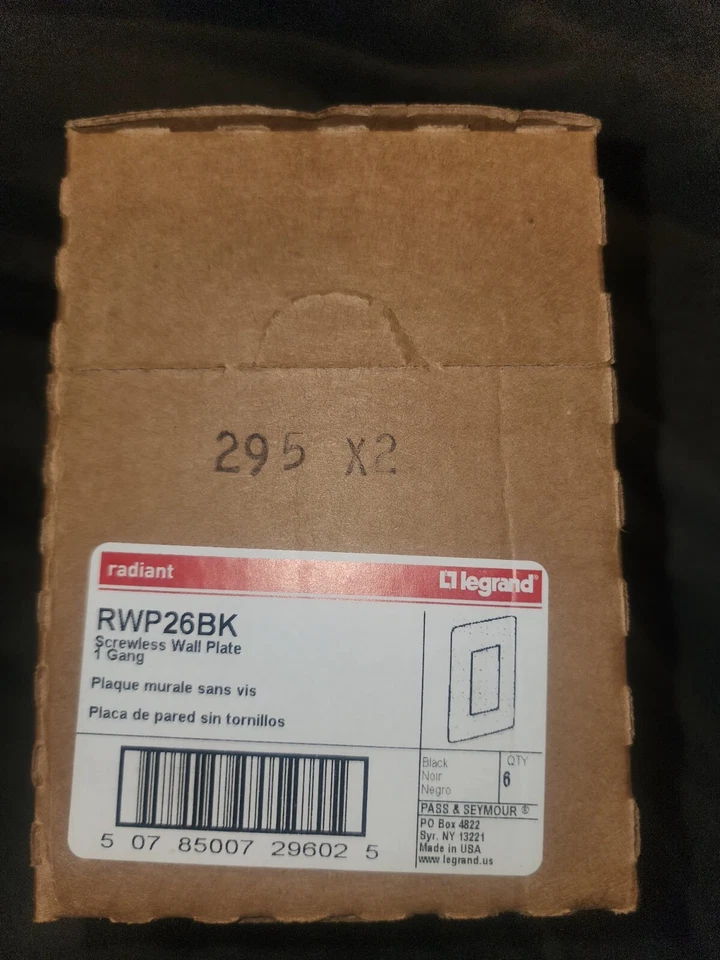 295 X2
radiant
legrand®
RWP26BK
Screwless Wall Plate
1 Gang
Plaque murale sans vis
Placa de pared sin tornillos
Black
Noir
Negro
QTY
6
PASS & SEYMOUR ®
PO Box 4822
Syr. NY 13221
Made in USA
www.legrand.us
5 07 85007 29602 5